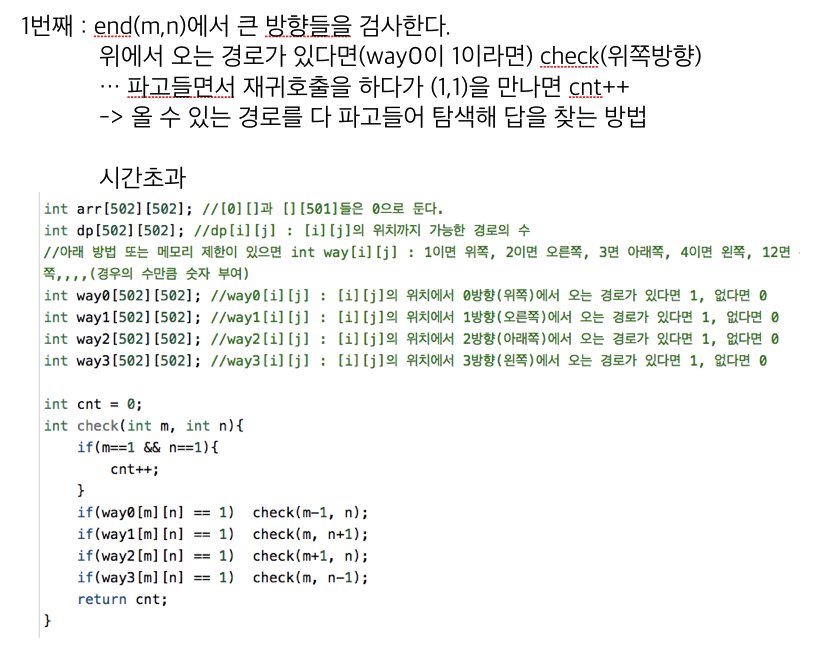 1번째 : end(m,n)에서 큰 방향들을 검사한다.
위에서 오는 경로가 있다면(way0이 1이라면) check(위쪽방향)
… 파고들면서 재귀호출을 하다가 (1,1)을 만나면 cnt++
-> 올 수 있는 경로를 다 파고들어 탐색해 답을 찾는 방법
시간초과
int arr[502][502]; //[0][]과 [][501]들은 0으로 둔다.
int dp[502][502]; //dp[i][j] : [i][j]의 위치까지 가능한 경로의 수
//아래 방법 또는 메모리 제한이 있으면 int way[i][j] : 1이면 위쪽, 2이면 오른쪽, 3면 아래쪽, 4이면 왼쪽, 12면
쪽,,,,(경우의 수만큼 숫자 부여)
int way0[502][502]; //way0[i][j] : [i][j]의 위치에서 0방향(위쪽)에서 오는 경로가 있다면 1, 없다면 0
int way1[502][502]; //way1[i][j] : [i][j]의 위치에서 1방향(오른쪽)에서 오는 경로가 있다면 1, 없다면 0
int way2[502][502]; //way2[i][j] : [i][j]의 위치에서 2방향(아래쪽)에서 오는 경로가 있다면 1, 없다면 0
int way3[502][502]; //way3[i][j] : [i][j]의 위치에서 3방향(왼쪽)에서 오는 경로가 있다면 1, 없다면 0
int cnt = 0;
int check(int m, int n){
if(m==1 && n==1){
cnt++;
}
if(way0[m][n] == 1) check(m-1, n);
if(way1[m][n] == 1) check(m, n+1);
if(way2[m][n] == 1) check(m+1, n);
if(way3[m][n] == 1) check(m, n-1);
return cnt;
}